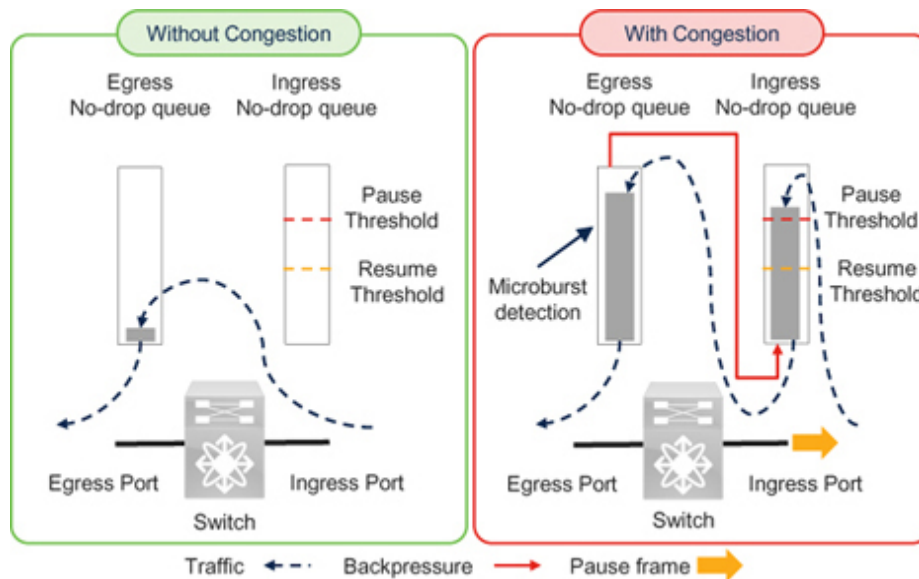 Without Congestion
Egress
No-drop queue
Ingress
No-drop queue
Pause
Threshold
Resume
Threshold
Egress Port
Ingress Port
Switch
With Congestion
Egress
No-drop queue
Ingress
No-drop queue
Pause
Threshold
Resume
Threshold
Microburst
detection
Egress Port
Ingress Port
Switch
Traffic
Backpressure
Pause frame